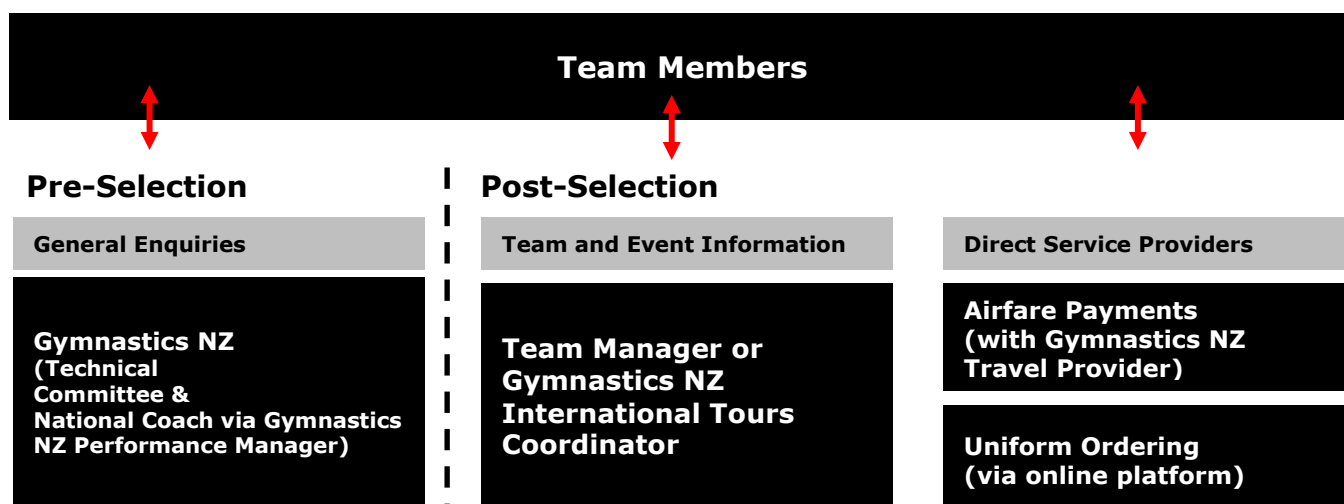 Team Members
Pre-Selection
General Enquiries
Gymnastics NZ
(Technical
Committee &
National Coach via Gymnastics
NZ Performance Manager)
Post-Selection
Team and Event Information
Team Manager or
Gymnastics NZ
International Tours
Coordinator
Direct Service Providers
Airfare Payments
(with Gymnastics NZ
Travel Provider)
Uniform Ordering
(via online platform)